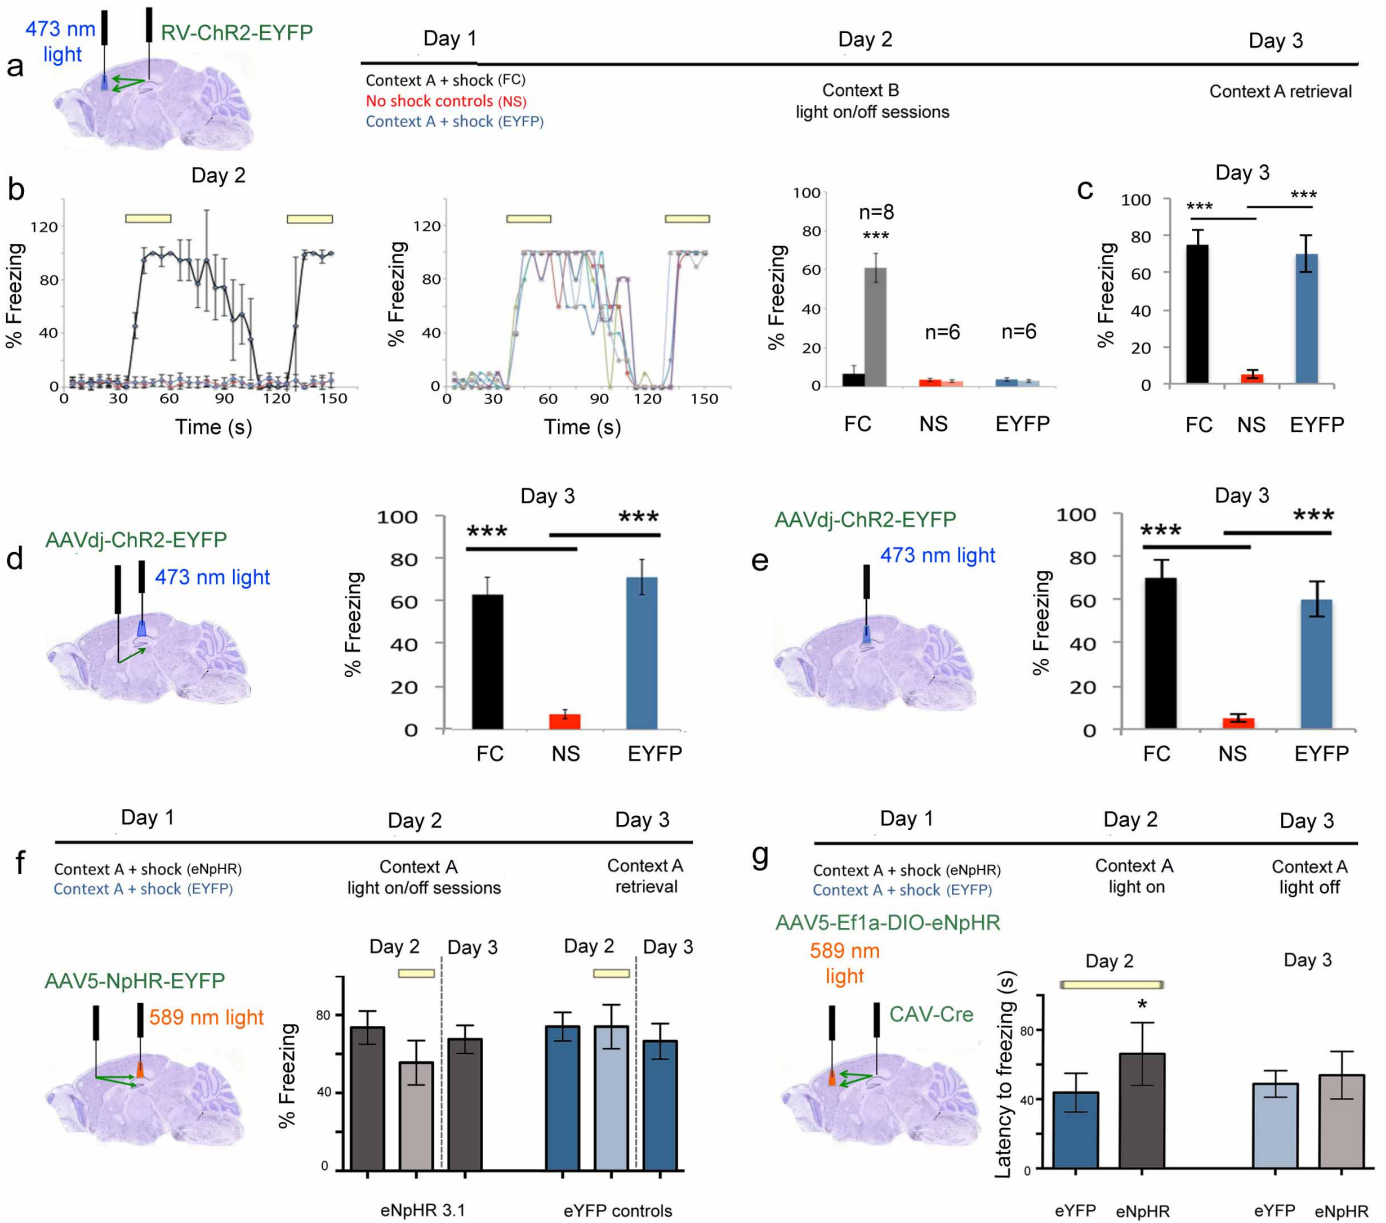 a
473 nm
light
RV-ChR2-EYFP
Day 1
Day 2
Day 3
Context A + shock (FC)
No shock controls (NS)
Context A + shock (EYFP)
Context B
light on/off sessions
Context A retrieval
b
Day 2
% Freezing
120
80
40
0
0 30 60 90 120 150
Time (s)
% Freezing
120
80
40
0
0 30 60 90 120 150
Time (s)
% Freezing
100
80
60
40
20
0
n=8
***
n=6
n=6
FC NS EYFP
c
Day 3
% Freezing
100
80
60
40
20
0
***
***
FC NS EYFP
d
AAVdj-ChR2-EYFP
473 nm light
Day 3
% Freezing
100
80
60
40
20
0
***
***
FC NS EYFP
e
AAVdj-ChR2-EYFP
473 nm light
Day 3
% Freezing
100
80
60
40
20
0
***
***
FC NS EYFP
f
Day 1
Day 2
Day 3
Context A + shock (eNpHR)
Context A + shock (EYFP)
Context A
light on/off sessions
Context A
retrieval
AAV5-NpHR-EYFP
589 nm light
Day 2 Day 3
Day 2 Day 3
% Freezing
80
40
0
eNpHR 3.1
eYFP controls
g
Day 1
Day 2
Day 3
Context A + shock (eNpHR)
Context A + shock (EYFP)
Context A
light on
Context A
light off
AAV5-Ef1a-DIO-eNpHR
589 nm
light
CAV-Cre
Day 2
Day 3
Latency to freezing (s)
80
40
0
*
eYFP eNpHR
eYFP eNpHR